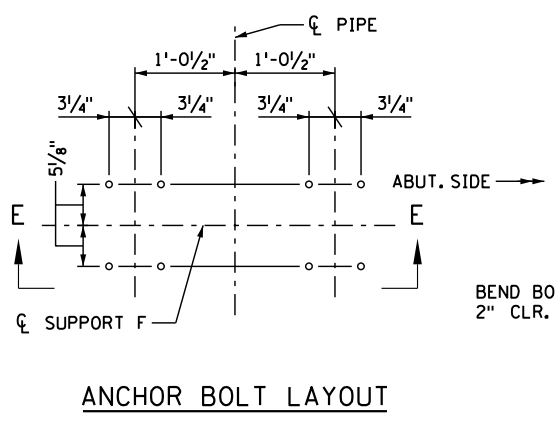 ℄ PIPE
1'-0½" 1'-0½"
3¼" 3¼" 3¼" 3¼"
5⅛"
ABUT. SIDE
E E
BEND BO
2" CLR.
℄ SUPPORT F
ANCHOR BOLT LAYOUT